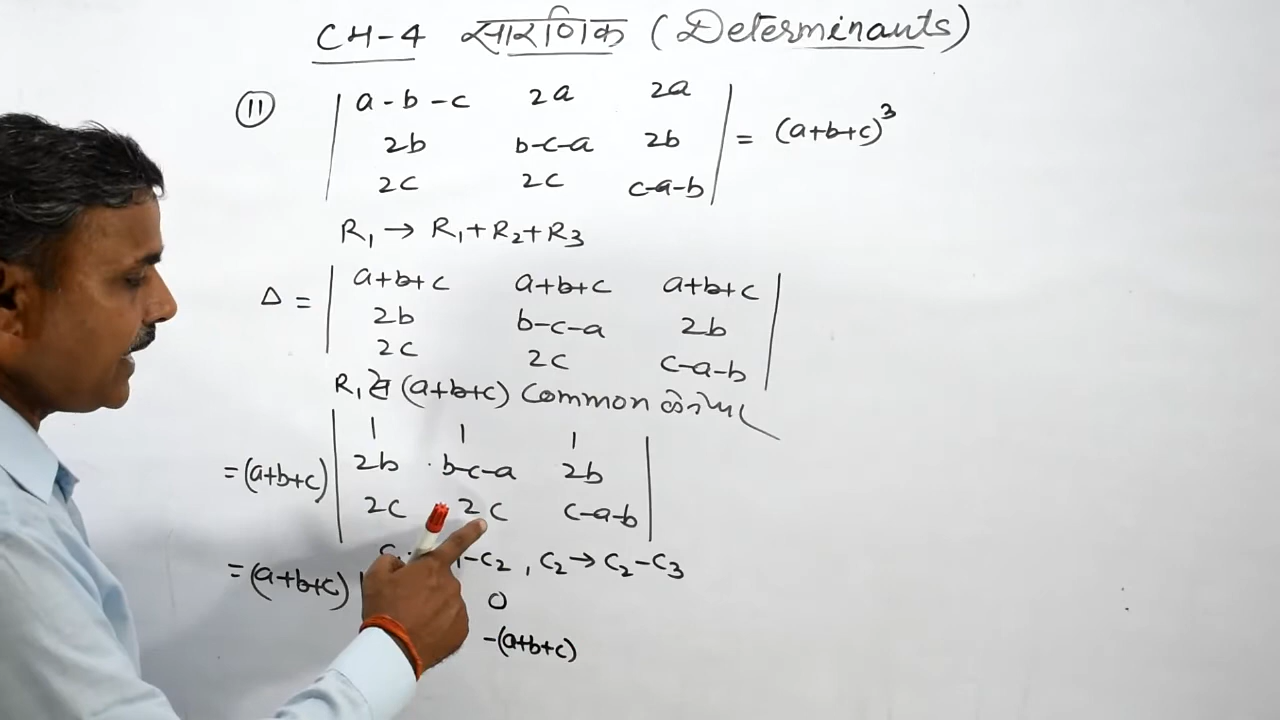 CH-4 सारणिक (Determinants)
11 | a-b-c 2a 2a |
| 2b b-c-a 2b | = (a+b+c)³
| 2c 2c c-a-b |
R₁ → R₁+R₂+R₃
| a+b+c a+b+c a+b+c |
Δ = | 2b b-c-a 2b |
| 2c 2c c-a-b |
R₁ से (a+b+c) Common लेने पर
| 1 1 1 |
=(a+b+c) | 2b b-c-a 2b |
| 2c 2c c-a-b |
-C₂, C₂→C₂-C₃
=(a+b+c) | 0
-(a+b+c)